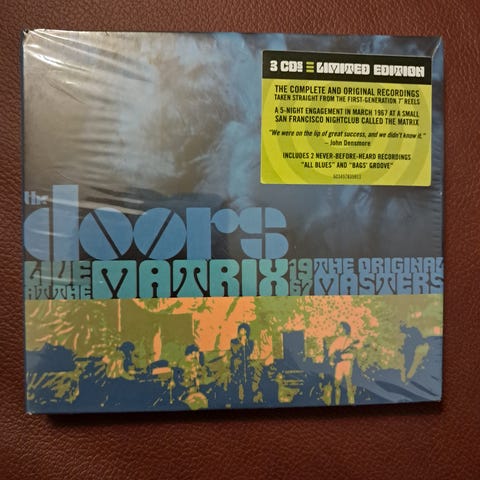 3 CDs LIMITED EDITION
THE COMPLETE AND ORIGINAL RECORDINGS
TAKEN STRAIGHT FROM THE FIRST-GENERATION 7" REELS
A 5-NIGHT ENGAGEMENT IN MARCH 1967 AT A SMALL
SAN FRANCISCO NIGHTCLUB CALLED THE MATRIX
"We were on the lip of great success, and we didn't know it."
– John Densmore
INCLUDES 2 NEVER-BEFORE-HEARD RECORDINGS
"ALL BLUES" AND "BAGS' GROOVE"
the
doors
LIVE AT THE MATRIX 1967 THE ORIGINAL MASTERS